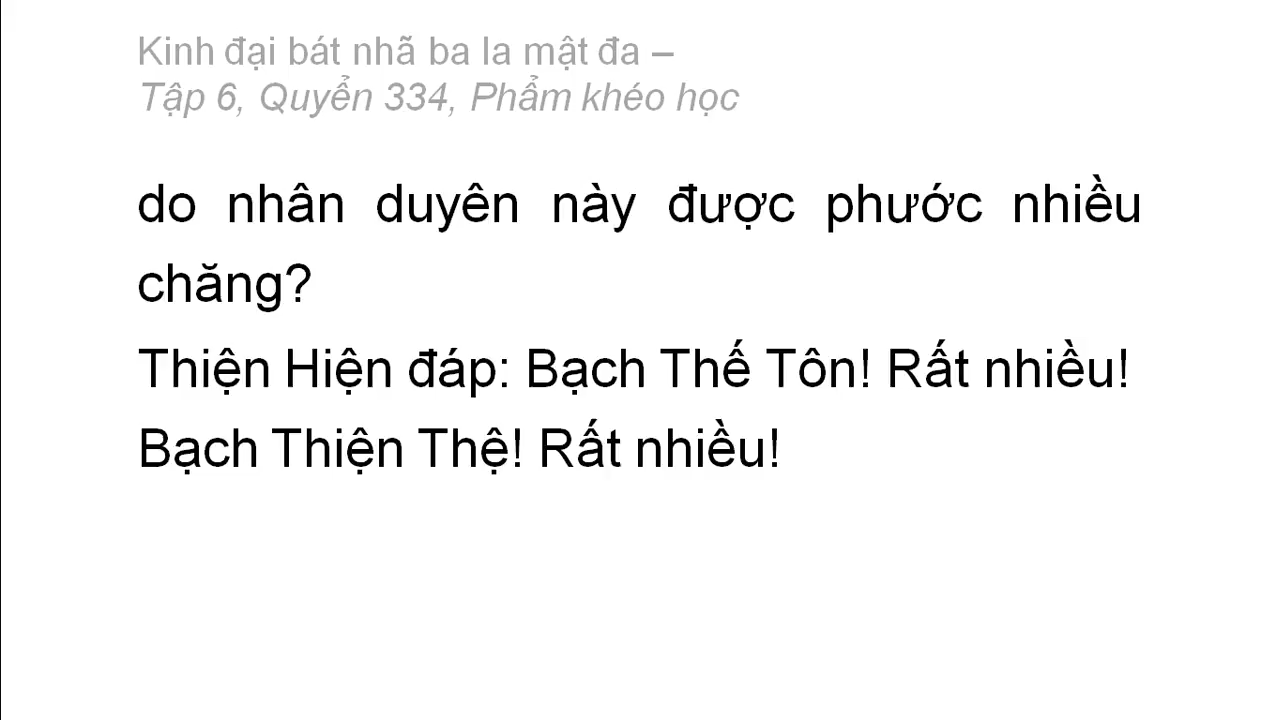 Kinh đại bát nhã ba la mật đa –
Tập 6, Quyển 334, Phẩm khéo học
do nhân duyên này được phước nhiều
chăng?
Thiện Hiện đáp: Bạch Thế Tôn! Rất nhiều!
Bạch Thiện Thệ! Rất nhiều!